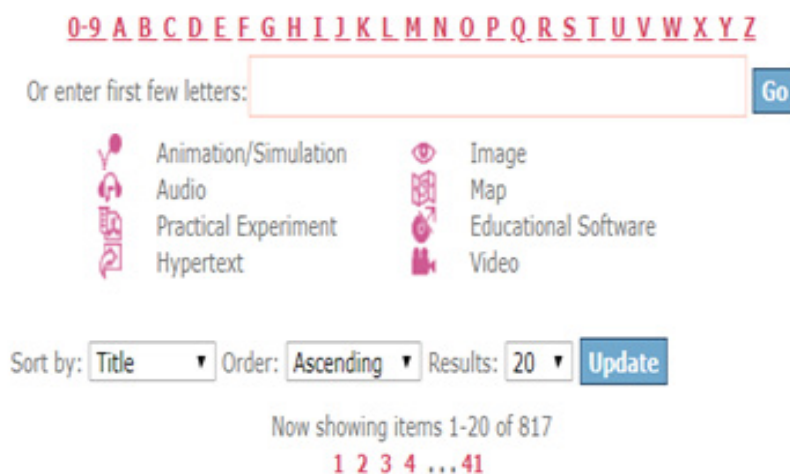 0-9 A B C D E F G H I J K L M N O P Q R S T U V W X Y Z
Or enter first few letters: Go
Animation/Simulation Image
Audio Map
Practical Experiment Educational Software
Hypertext Video
Sort by: Title Order: Ascending Results: 20 Update
Now showing items 1-20 of 817
1 2 3 4 ...41